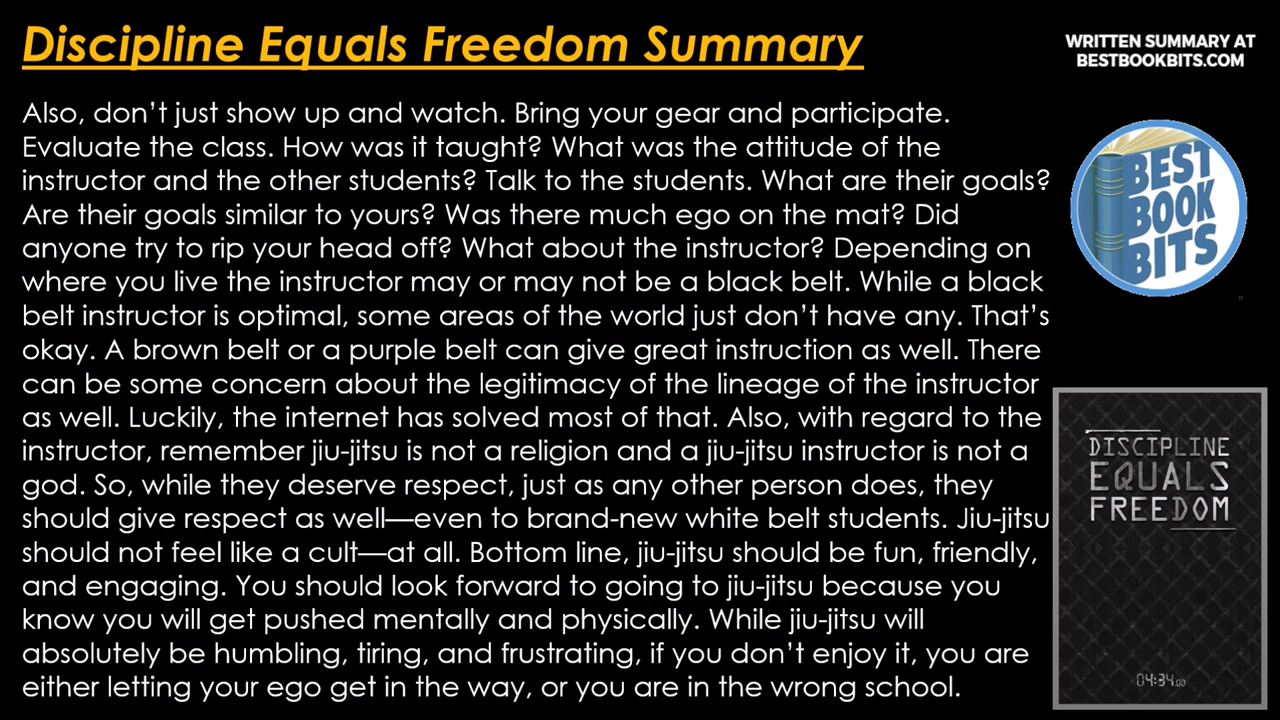 Discipline Equals Freedom Summary
WRITTEN SUMMARY AT
BESTBOOKBITS.COM
Also, don’t just show up and watch. Bring your gear and participate.
Evaluate the class. How was it taught? What was the attitude of the
instructor and the other students? Talk to the students. What are their goals?
Are their goals similar to yours? Was there much ego on the mat? Did
anyone try to rip your head off? What about the instructor? Depending on
where you live the instructor may or may not be a black belt. While a black
belt instructor is optimal, some areas of the world just don’t have any. That’s
okay. A brown belt or a purple belt can give great instruction as well. There
can be some concern about the legitimacy of the lineage of the instructor
as well. Luckily, the internet has solved most of that. Also, with regard to the
instructor, remember jiu-jitsu is not a religion and a jiu-jitsu instructor is not a
god. So, while they deserve respect, just as any other person does, they
should give respect as well—even to brand-new white belt students. Jiu-jitsu
should not feel like a cult—at all. Bottom line, jiu-jitsu should be fun, friendly,
and engaging. You should look forward to going to jiu-jitsu because you
know you will get pushed mentally and physically. While jiu-jitsu will
absolutely be humbling, tiring, and frustrating, if you don’t enjoy it, you are
either letting your ego get in the way, or you are in the wrong school.
BEST
BOOK
BITS
DISCIPLINE
EQUALS
FREEDOM
04:34.00